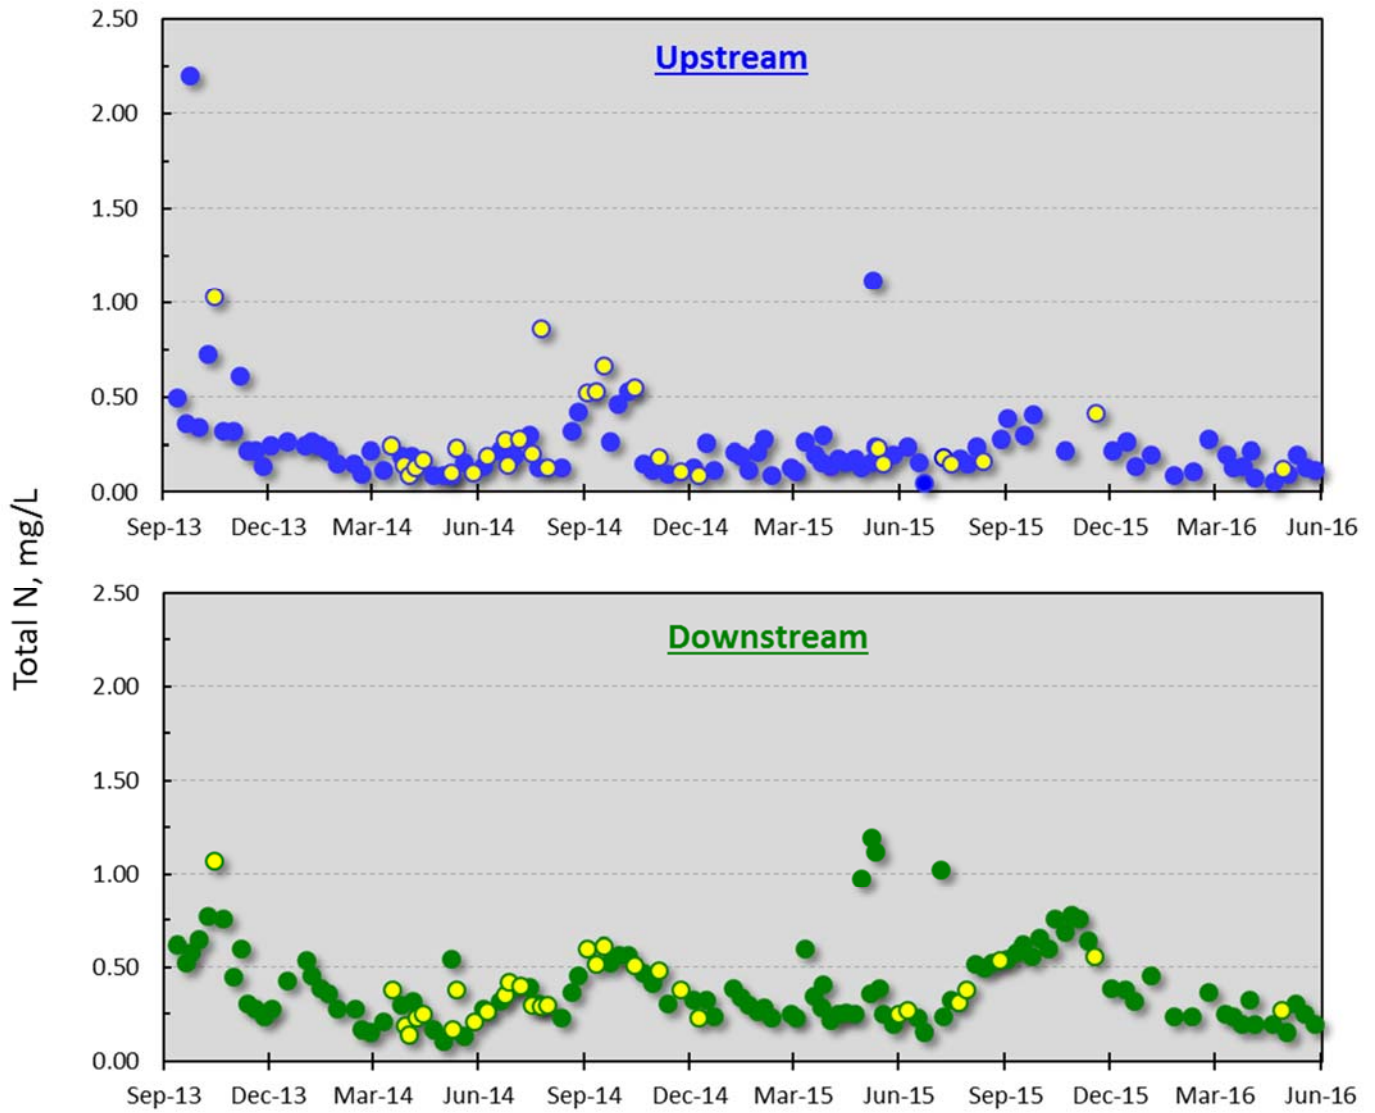 Total N, mg/L
Upstream
2.50
2.00
1.50
1.00
0.50
0.00
Sep-13 Dec-13 Mar-14 Jun-14 Sep-14 Dec-14 Mar-15 Jun-15 Sep-15 Dec-15 Mar-16 Jun-16
Downstream
2.50
2.00
1.50
1.00
0.50
0.00
Sep-13 Dec-13 Mar-14 Jun-14 Sep-14 Dec-14 Mar-15 Jun-15 Sep-15 Dec-15 Mar-16 Jun-16